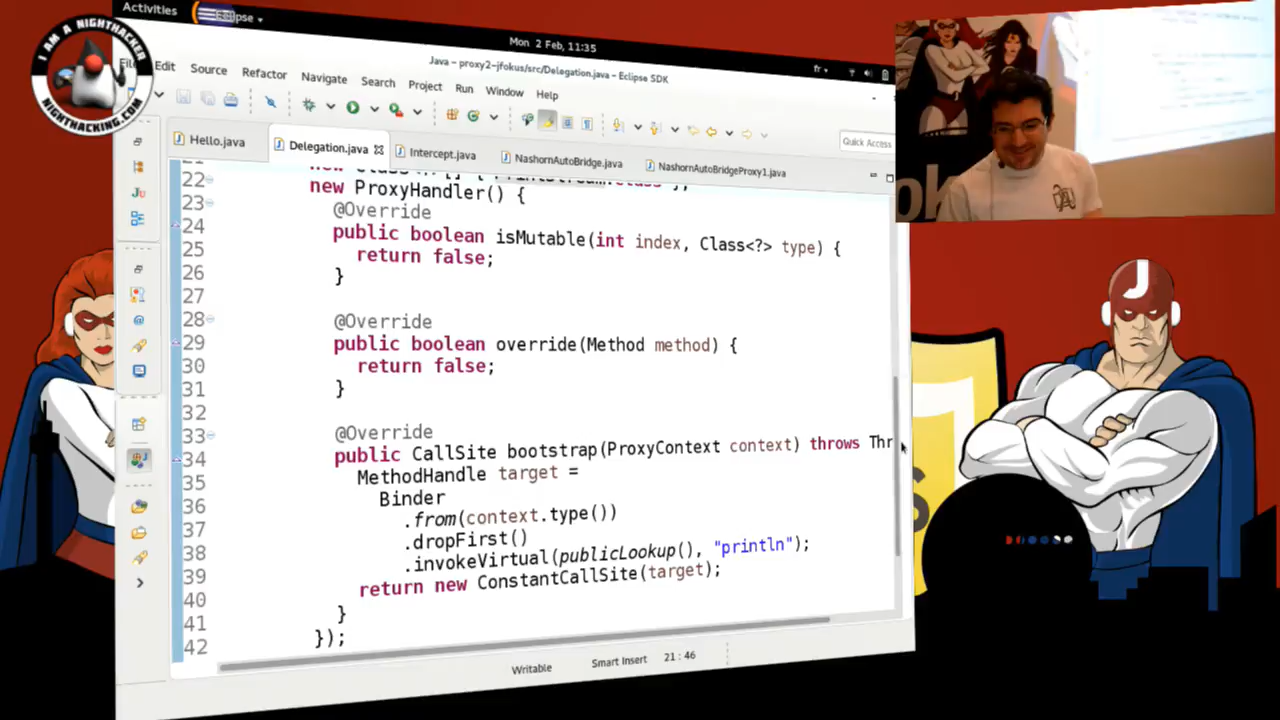 Activities
Eclipse
Mon 2 Feb, 11:35
Java - proxy2-jfokus/src/Delegation.java - Eclipse SDK
I AM A NIGHTHACKER
NIGHTHACKING.COM
Edit Source Refactor Navigate Search Project Run Window Help
fr
Quick Access
Hello.java
Delegation.java
Intercept.java
NashornAutoBridge.java
NashornAutoBridgeProxy1.java
22
23 new ProxyHandler() {
24 @Override
25 public boolean isMutable(int index, Class<?> type) {
26 return false;
27 }
28
29 @Override
30 public boolean override(Method method) {
31 return false;
32 }
33
34 @Override
35 public CallSite bootstrap(ProxyContext context) throws Thr
36 MethodHandle target =
37 Binder
38 .from(context.type())
39 .dropFirst()
40 .invokeVirtual(publicLookup(), "println");
41 return new ConstantCallSite(target);
42 }
});
Writable
Smart Insert
21 : 46
J